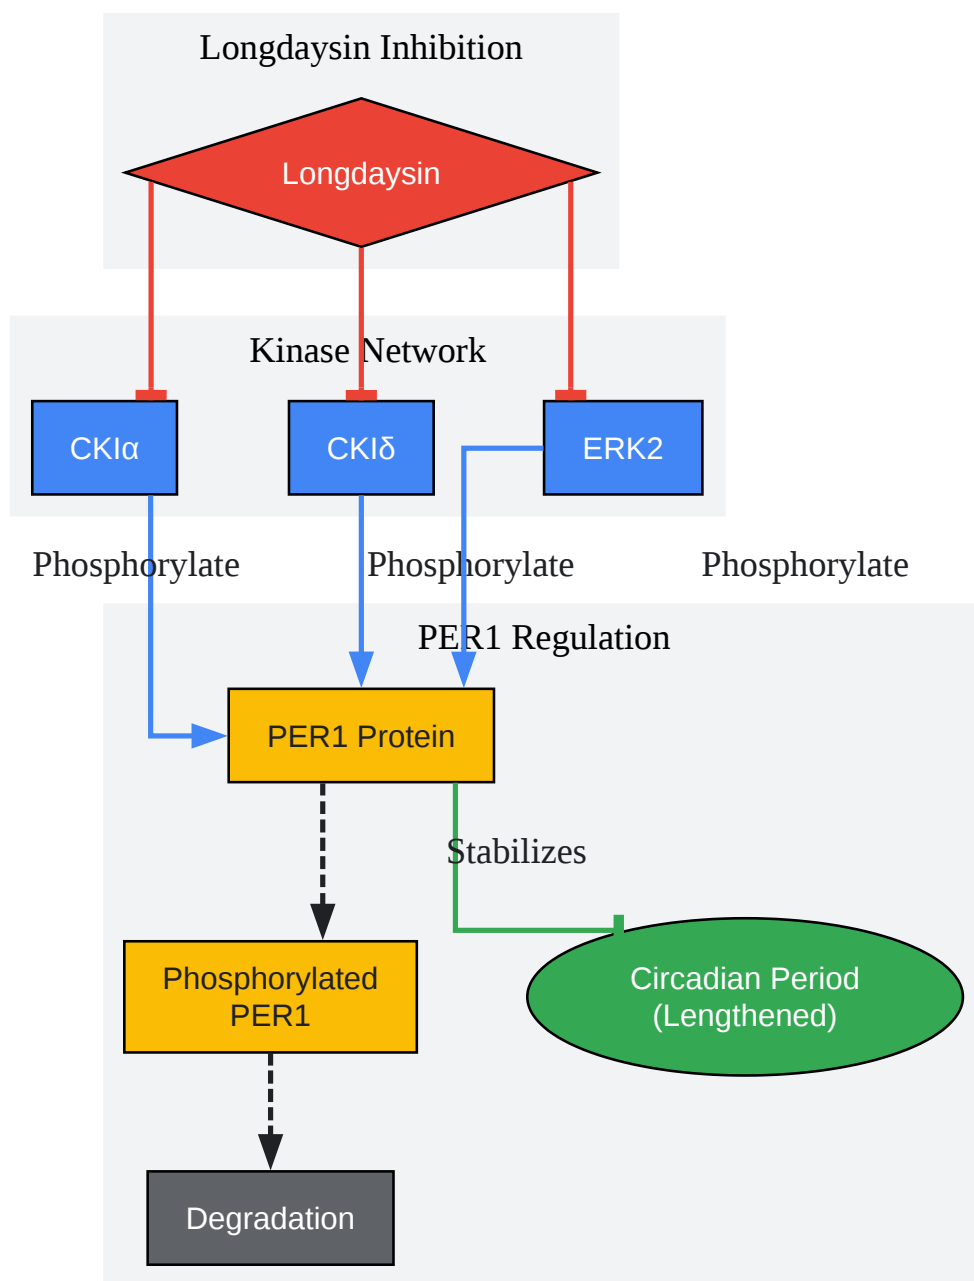 Longdaysin Inhibition
Longdaysin
Kinase Network
CKIα
CKIδ
ERK2
Phosphorylate
Phosphorylate
Phosphorylate
PER1 Regulation
PER1 Protein
Stabilizes
Phosphorylated
PER1
Circadian Period
(Lengthened)
Degradation